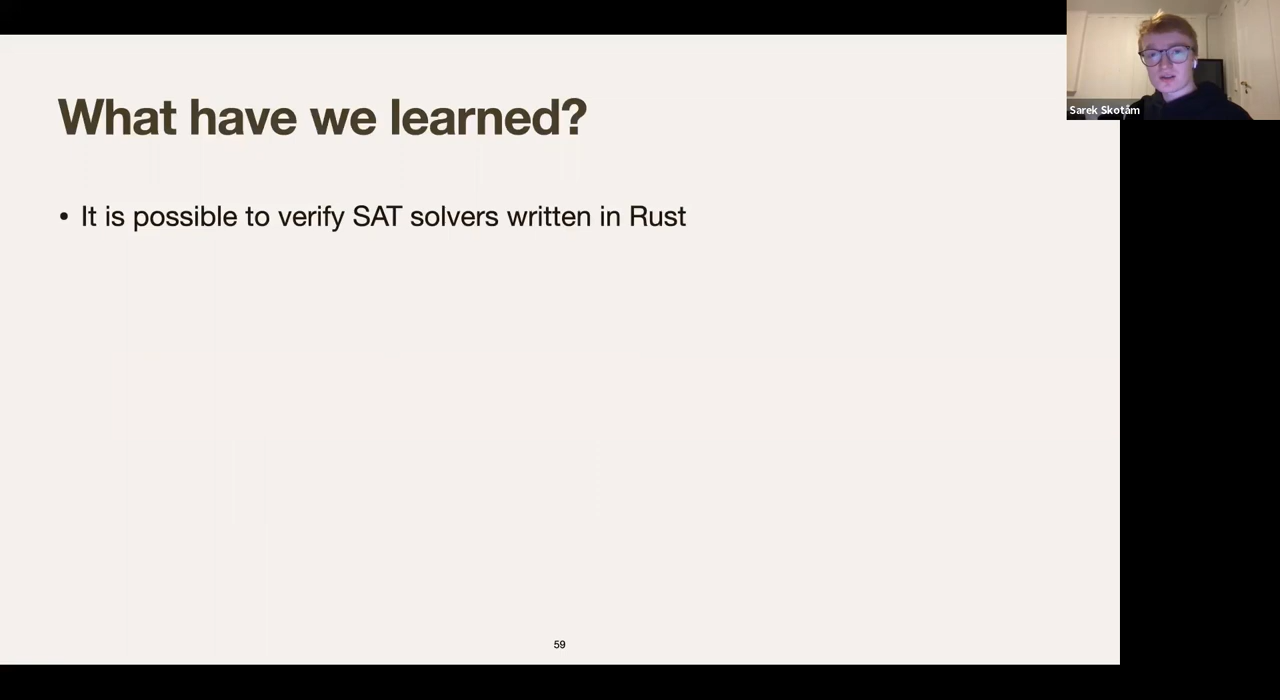 What have we learned?
• It is possible to verify SAT solvers written in Rust
59
Sarek Skotåm